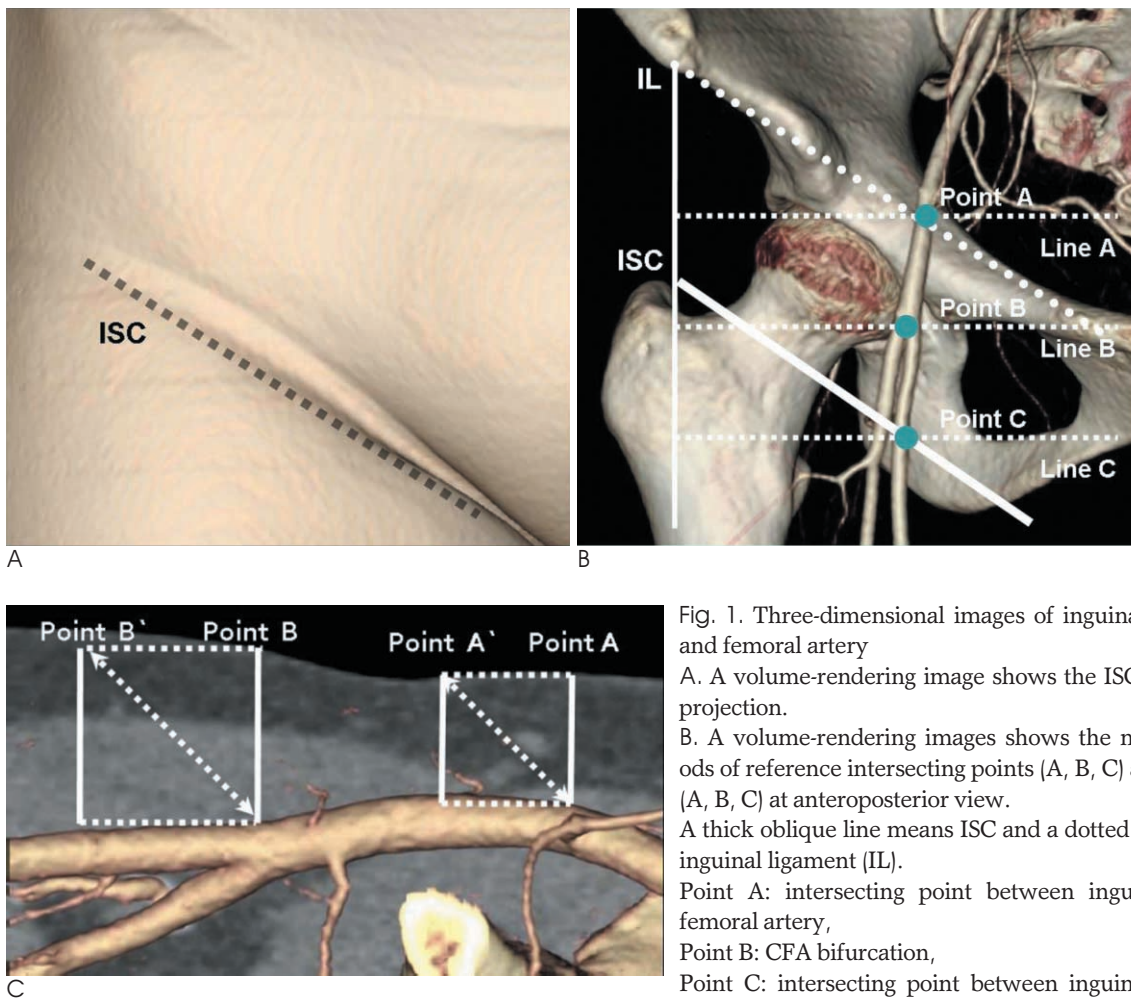 ISC
A
IL
Point A
Line A
ISC
Point B
Line B
Point C
Line C
B
Point B` Point B Point A` Point A
C
Fig. 1. Three-dimensional images of inguina
and femoral artery
A. A volume-rendering image shows the ISC
projection.
B. A volume-rendering images shows the m
ods of reference intersecting points (A, B, C)
(A, B, C) at anteroposterior view.
A thick oblique line means ISC and a dotted
inguinal ligament (IL).
Point A: intersecting point between ingu
femoral artery,
Point B: CFA bifurcation,
Point C: intersecting point between inguin